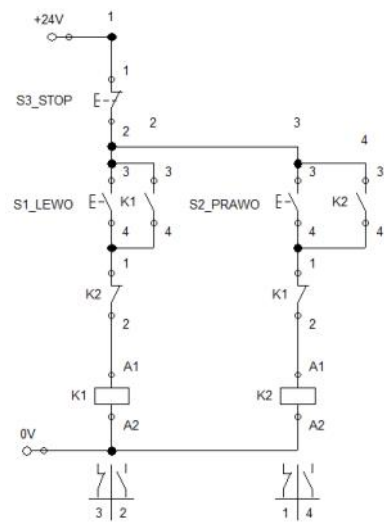 1
+24V
1
S3_STOP
2 2 3
4
3 3 3 3
S1_LEWO K1 S2_PRAWO K2
4 4 4 4
1 1
K2 K1
2 2
A1 A1
K1 K2
A2 A2
0V
3 2 1 4